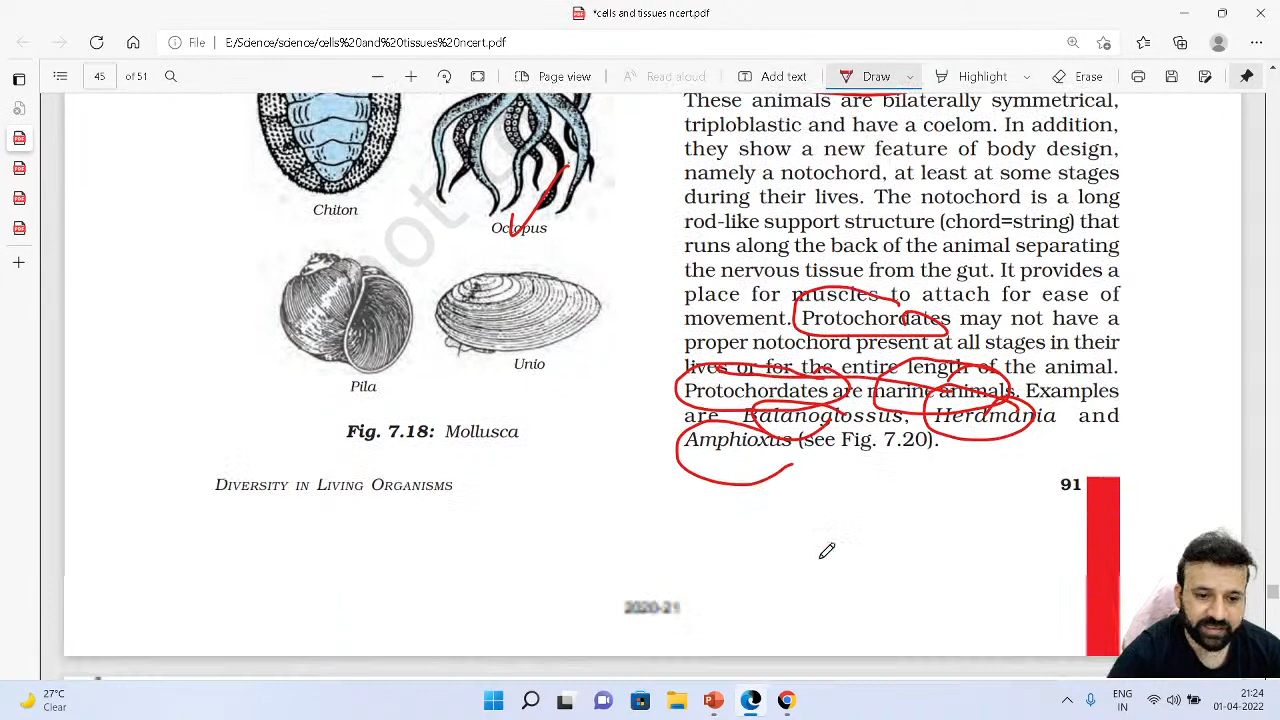 *cells and tissues ncert.pdf
File
E:/Science/science/cells%20and%20tissues%20ncert.pdf
45
Page view
Read aloud
Add text
Draw
Highlight
Erase
Chiton
Octopus
Pila
Unio
Fig. 7.18: Mollusca
DIVERSITY IN LIVING ORGANISMS
These animals are bilaterally symmetrical,
triploblastic and have a coelom. In addition,
they show a new feature of body design,
namely a notochord, at least at some stages
during their lives. The notochord is a long
rod-like support structure (chord=string) that
runs along the back of the animal separating
the nervous tissue from the gut. It provides a
place for muscles to attach for ease of
movement. Protochordates may not have a
proper notochord present at all stages in their
lives or for the entire length of the animal.
Protochordates are marine animals. Examples
are Balanoglossus, Herdmania and
Amphioxus (see Fig. 7.20).
91
2020-21
27°C
Clear
ENG
IN
21:24
01-04-2022